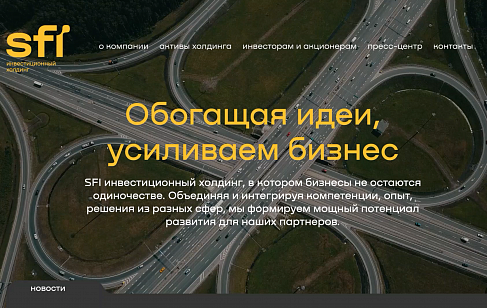 sfi
инвестиционный
холдинг
о компании активы холдинга инвесторам и акционерам пресс-центр контакты
Обогащая идеи,
усиливаем бизнес
SFI инвестиционный холдинг, в котором бизнесы не остаются
одиночестве. Объединяя и интегрируя компетенции, опыт,
решения из разных сфер, мы формируем мощный потенциал
развития для наших партнеров.
новости